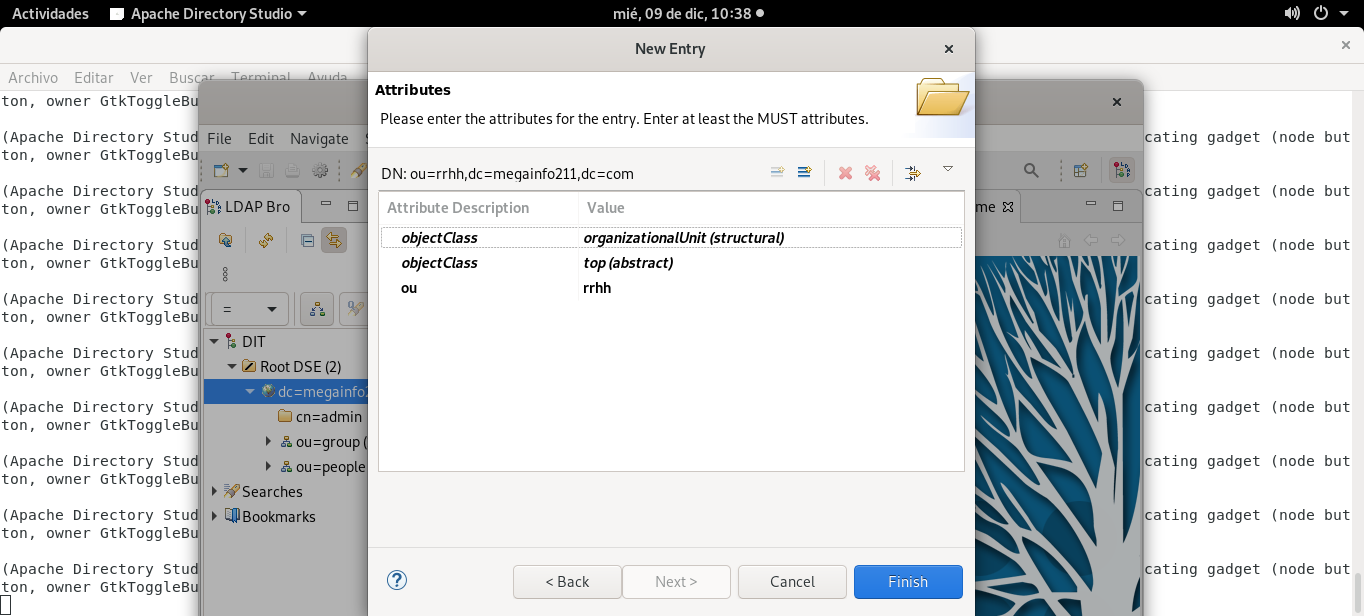 Actividades Apache Directory Studio mié, 09 de dic, 10:38
New Entry
Archivo Editar Ver Buscar Terminal Ayuda
Attributes
Please enter the attributes for the entry. Enter at least the MUST attributes.
File Edit Navigate
DN: ou=rrhh,dc=megainfo211,dc=com
Attribute Description Value
objectClass organizationalUnit (structural)
objectClass top (abstract)
ou rrhh
LDAP Bro
me
=
DIT
Root DSE (2)
dc=megainfo2
cn=admin
ou=group (
ou=people
Searches
Bookmarks
? < Back Next > Cancel Finish
ton, owner GtkToggleBu
(Apache Directory Stud cating gadget (node but
ton, owner GtkToggleBu
(Apache Directory Stud cating gadget (node but
ton, owner GtkToggleBu
(Apache Directory Stud cating gadget (node but
ton, owner GtkToggleBu
(Apache Directory Stud cating gadget (node but
ton, owner GtkToggleBu
(Apache Directory Stud cating gadget (node but
ton, owner GtkToggleBu
(Apache Directory Stud cating gadget (node but
ton, owner GtkToggleBu
(Apache Directory Stud cating gadget (node but
ton, owner GtkToggleBu
(Apache Directory Stud cating gadget (node but
ton, owner GtkToggleBu
(Apache Directory Stud cating gadget (node but
ton, owner GtkToggleBu